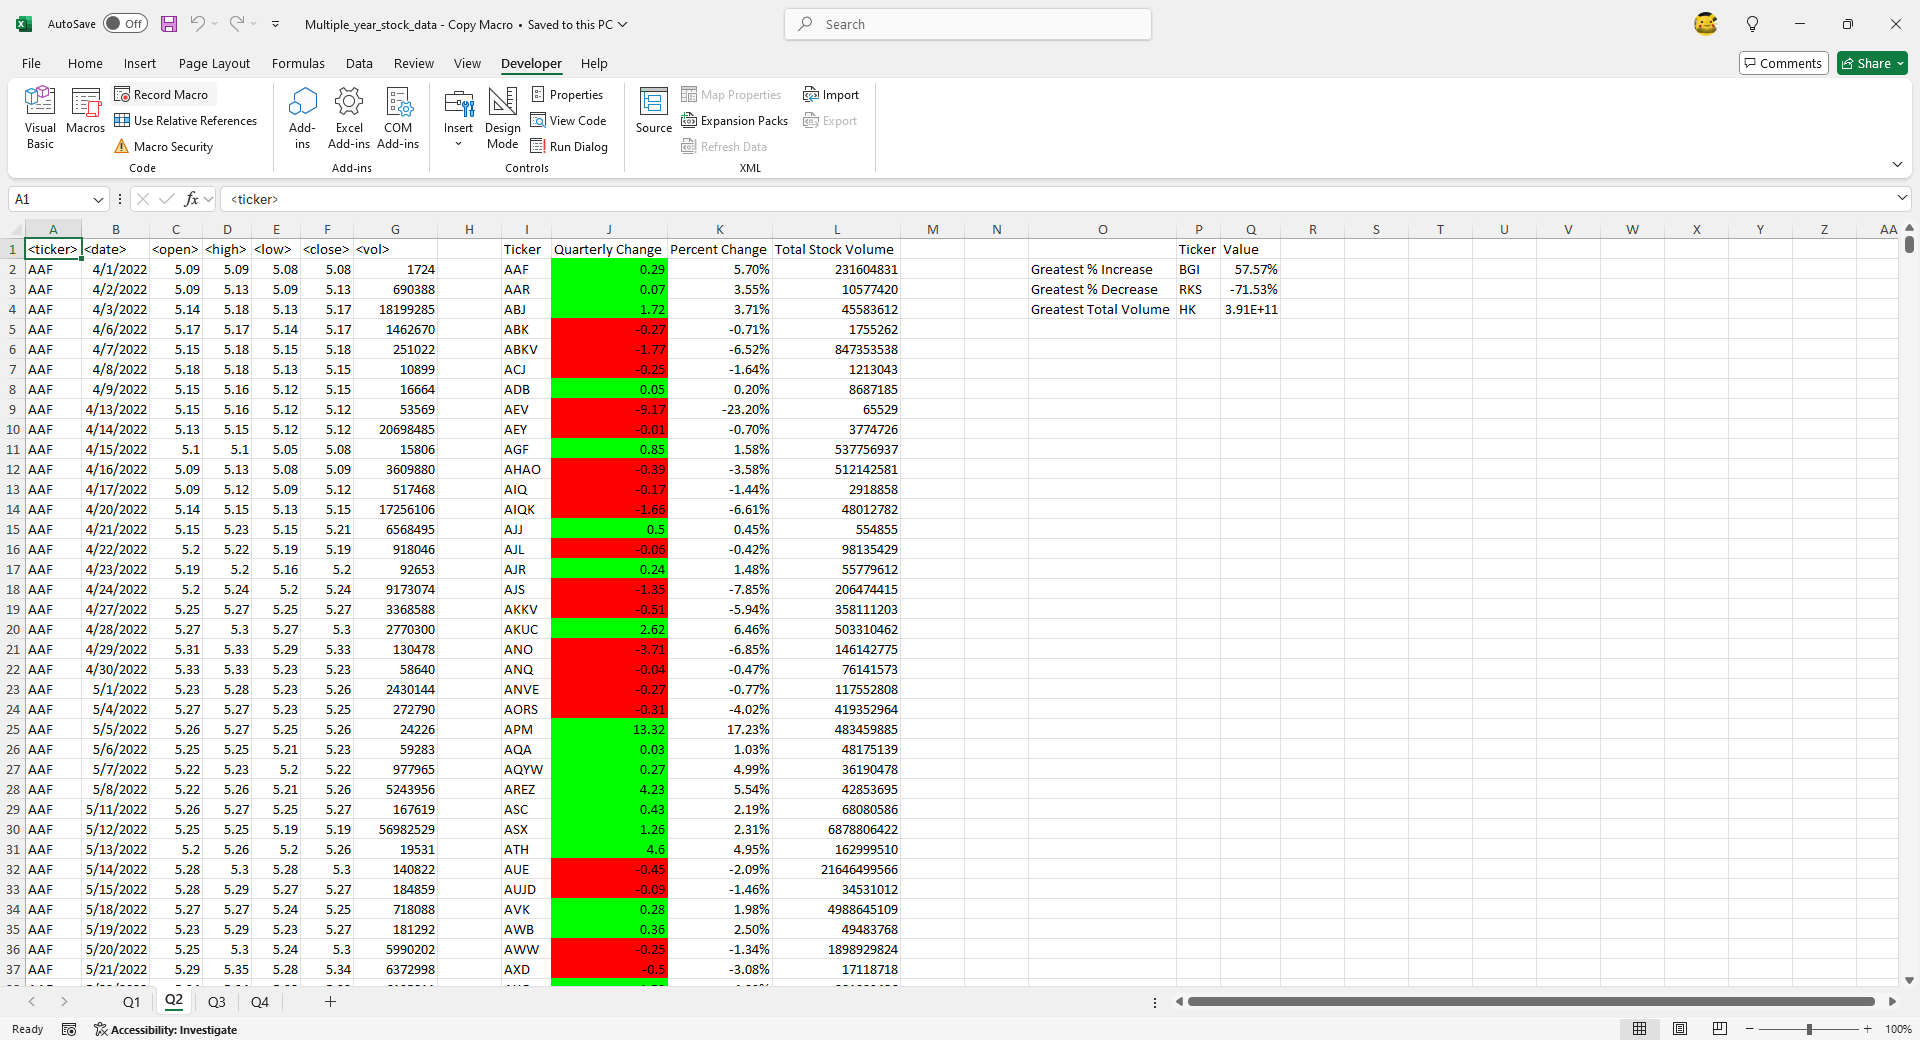 AutoSave Off Multiple_year_stock_data - Copy Macro • Saved to this PC Search
File Home Insert Page Layout Formulas Data Review View Developer Help Comments Share
Visual Basic Macros Record Macro Use Relative References Macro Security Code
Add-ins Excel Add-ins COM Add-ins Add-ins
Insert Design Mode Properties View Code Run Dialog Controls
Source Map Properties Expansion Packs Refresh Data Import Export XML
A1 fx <ticker>
A B C D E F G H I J K L M N O P Q R S T U V W X Y Z AA
1 <ticker> <date> <open> <high> <low> <close> <vol> Ticker Quarterly Change Percent Change Total Stock Volume Ticker Value
2 AAF 4/1/2022 5.09 5.09 5.08 5.08 1724 AAF 0.29 5.70% 231604831 Greatest % Increase BGI 57.57%
3 AAF 4/2/2022 5.09 5.13 5.09 5.13 690388 AAR 0.07 3.55% 10577420 Greatest % Decrease RKS -71.53%
4 AAF 4/3/2022 5.14 5.18 5.13 5.17 18199285 ABJ 1.72 3.71% 45583612 Greatest Total Volume HK 3.91E+11
5 AAF 4/6/2022 5.17 5.17 5.14 5.17 1462670 ABK -0.27 -0.71% 1755262
6 AAF 4/7/2022 5.15 5.18 5.15 5.18 251022 ABKV -1.77 -6.52% 847353538
7 AAF 4/8/2022 5.18 5.18 5.13 5.15 10899 ACJ -0.25 -1.64% 1213043
8 AAF 4/9/2022 5.15 5.16 5.12 5.12 16664 ADB 0.05 0.20% 8687185
9 AAF 4/13/2022 5.15 5.16 5.12 5.12 53569 AEV -9.17 -23.20% 65529
10 AAF 4/14/2022 5.13 5.15 5.12 5.12 20698485 AEY -0.01 -0.70% 3774726
11 AAF 4/15/2022 5.1 5.1 5.05 5.08 15806 AGF 0.85 1.58% 537756937
12 AAF 4/16/2022 5.09 5.13 5.08 5.09 3609880 AHAO -0.39 -3.58% 512142581
13 AAF 4/17/2022 5.09 5.12 5.09 5.12 517468 AIQ -0.17 -1.44% 2918858
14 AAF 4/20/2022 5.14 5.15 5.13 5.15 17256106 AIQK -1.66 -6.61% 48012782
15 AAF 4/21/2022 5.15 5.23 5.15 5.21 6568495 AJJ 0.5 0.45% 554855
16 AAF 4/22/2022 5.2 5.22 5.19 5.19 918046 AJL -0.06 -0.42% 98135429
17 AAF 4/23/2022 5.19 5.2 5.16 5.2 92653 AJR 0.24 1.48% 55779612
18 AAF 4/24/2022 5.2 5.24 5.2 5.24 9173074 AJS -1.35 -7.85% 206474415
19 AAF 4/27/2022 5.25 5.27 5.25 5.27 3368588 AKKV -0.51 -5.94% 358111203
20 AAF 4/28/2022 5.27 5.3 5.27 5.3 2770300 AKUC 2.62 6.46% 503310462
21 AAF 4/29/2022 5.31 5.33 5.29 5.33 130478 ANO -3.71 -6.85% 146142775
22 AAF 4/30/2022 5.33 5.33 5.23 5.23 58640 ANQ -0.04 -0.47% 76141573
23 AAF 5/1/2022 5.23 5.28 5.23 5.26 2430144 ANVE -0.27 -0.77% 117552808
24 AAF 5/4/2022 5.27 5.27 5.23 5.25 272790 AORS -0.31 -4.02% 419352964
25 AAF 5/5/2022 5.26 5.27 5.25 5.26 24226 APM 13.32 17.23% 483459885
26 AAF 5/6/2022 5.25 5.25 5.21 5.23 59283 AQA 0.03 1.03% 48175139
27 AAF 5/7/2022 5.22 5.23 5.2 5.22 977965 AQYW 0.27 4.99% 36190478
28 AAF 5/8/2022 5.22 5.26 5.21 5.26 5243956 AREZ 4.23 5.54% 42853695
29 AAF 5/11/2022 5.26 5.27 5.25 5.27 167619 ASC 0.43 2.19% 68080586
30 AAF 5/12/2022 5.25 5.25 5.19 5.19 56982529 ASX 1.26 2.31% 6878806422
31 AAF 5/13/2022 5.2 5.26 5.2 5.26 19531 ATH 4.6 4.95% 162999510
32 AAF 5/14/2022 5.28 5.3 5.28 5.3 140822 AUE -0.45 -2.09% 21646499566
33 AAF 5/15/2022 5.28 5.29 5.27 5.27 184859 AUJD -0.09 -1.46% 34531012
34 AAF 5/18/2022 5.27 5.27 5.24 5.25 718088 AVK 0.28 1.98% 4988645109
35 AAF 5/19/2022 5.23 5.29 5.23 5.27 181292 AWB 0.36 2.50% 49483768
36 AAF 5/20/2022 5.25 5.3 5.24 5.3 5990202 AWW -0.25 -1.34% 1898929824
37 AAF 5/21/2022 5.29 5.35 5.28 5.34 6372998 AXD -0.5 -3.08% 17118718
Q1 Q2 Q3 Q4
Ready Accessibility: Investigate 100%